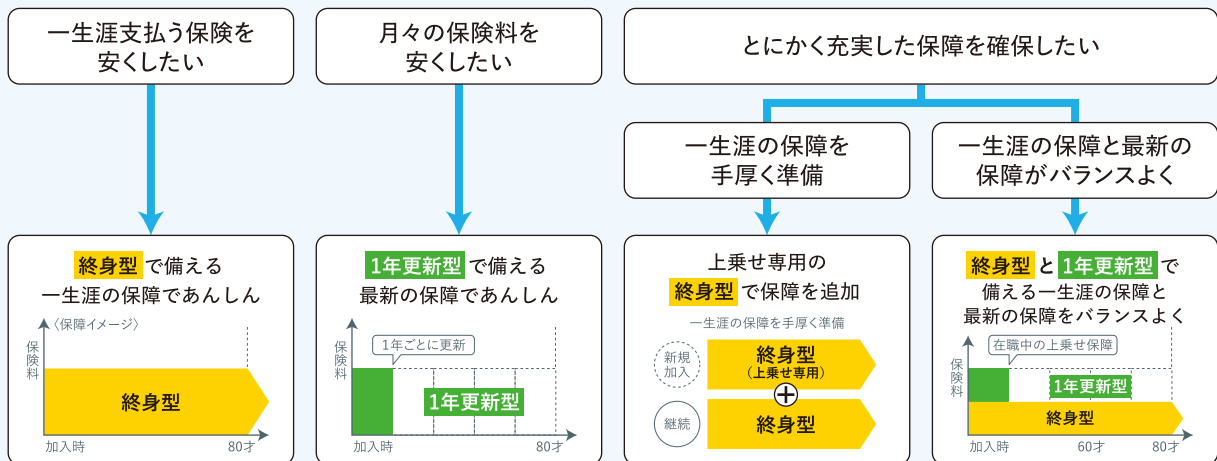 一生涯支払う保険を
安くしたい
月々の保険料を
安くしたい
とにかく充実した保障を確保したい
一生涯の保障を
手厚く準備
一生涯の保障と最新の
保障がバランスよく
終身型で備える
一生涯の保障であんしん
〈保障イメージ〉
保険料
終身型
加入時
80才
1年更新型で備える
最新の保障であんしん
1年ごとに更新
保険料
1年更新型
加入時
80才
上乗せ専用の
終身型で保障を追加
一生涯の保障を手厚く準備
新規
加入
終身型
(上乗せ専用)
+
継続
終身型
終身型と1年更新型で
備える一生涯の保障と
最新の保障をバランスよく
在職中の上乗せ保障
保険料
1年更新型
終身型
加入時
60才
80才